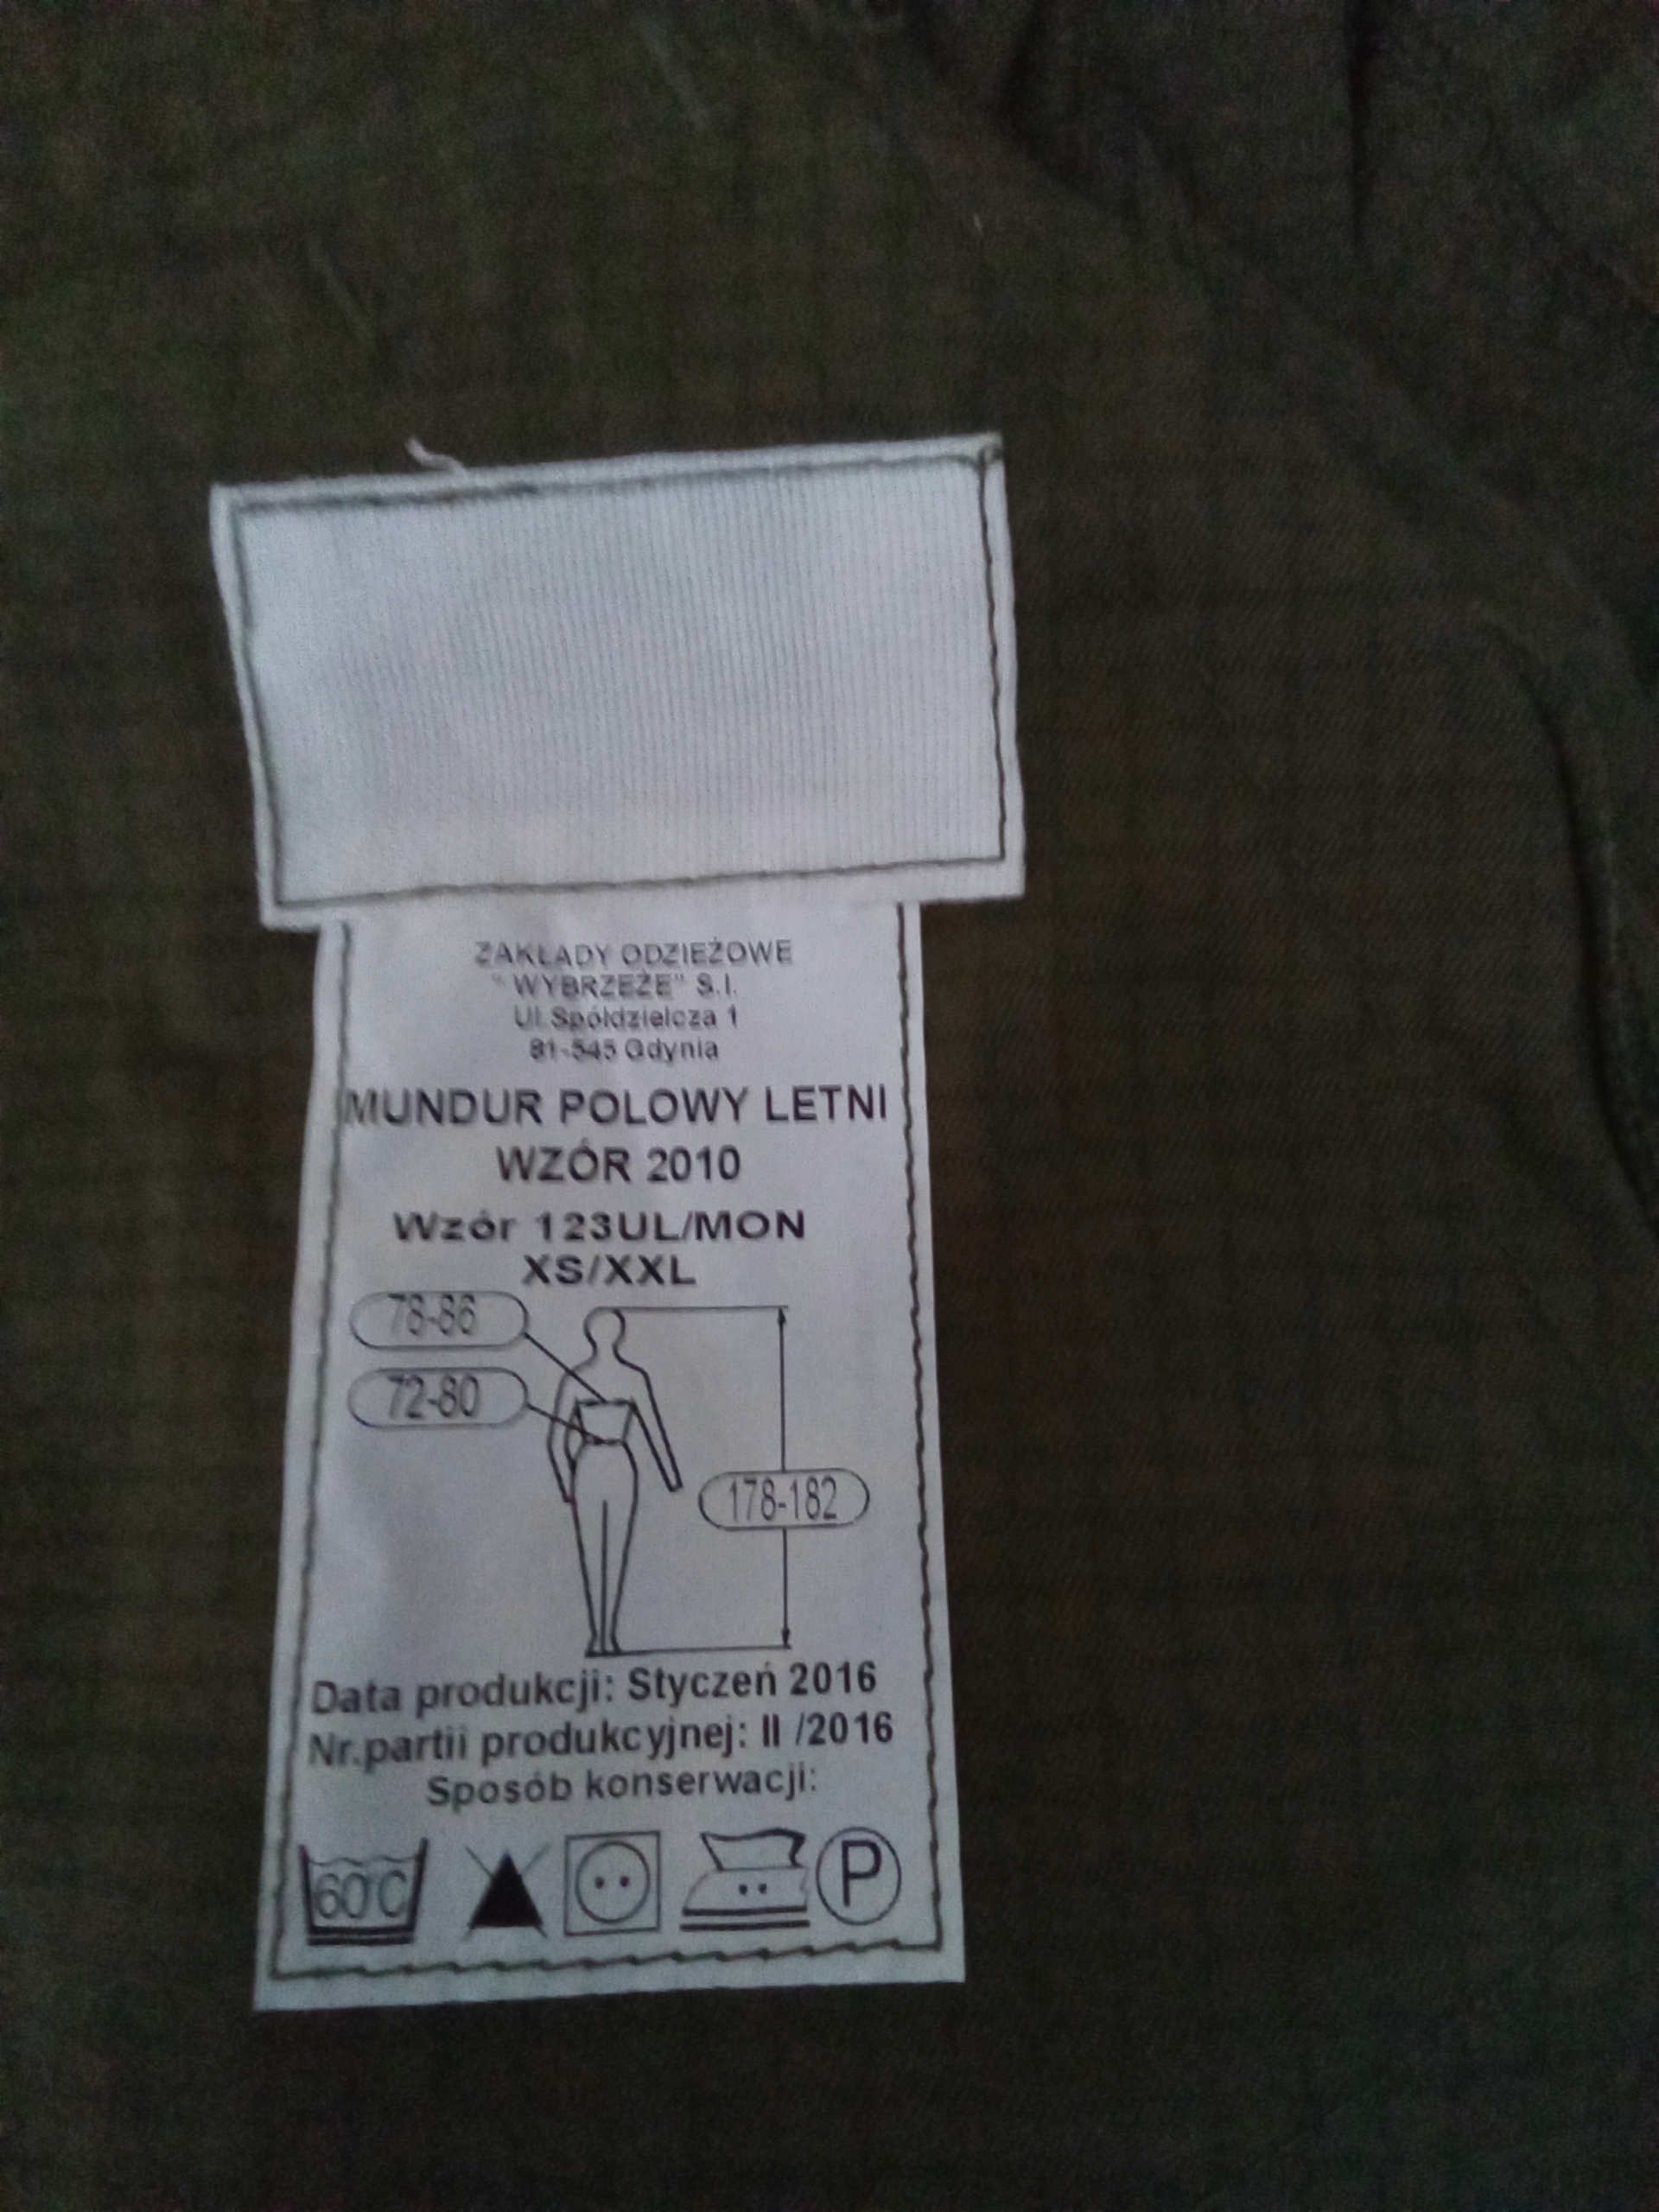 ZAKŁADY ODZIEŻOWE
" WYBRZEŻE" S.I.
Ul.Spółdzielcza 1
81-545 Gdynia
MUNDUR POLOWY LETNI
WZÓR 2010
Wzór 123UL/MON
XS/XXL
78-86
72-80
178-182
Data produkcji: Styczeń 2016
Nr.partii produkcyjnej: II /2016
Sposób konserwacji:
60°C
P